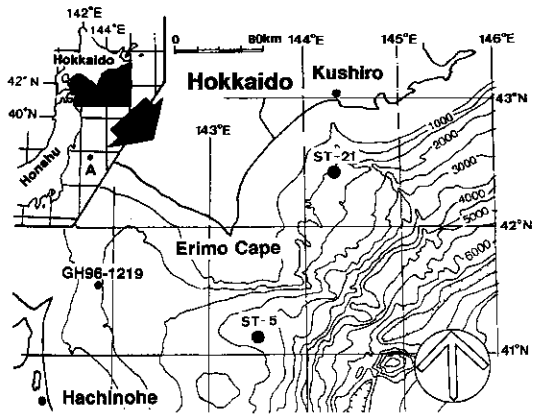 142°E
144°E
Hokkaido
42°N
40°N
Honshu
A
0 80km
144°E 145°E 146°E
Hokkaido
Kushiro
43°N
143°E
1000
2000
3000
4000
5000
6000
ST-21
42°N
Erimo Cape
GH96-1219
ST-5
41°N
Hachinohe